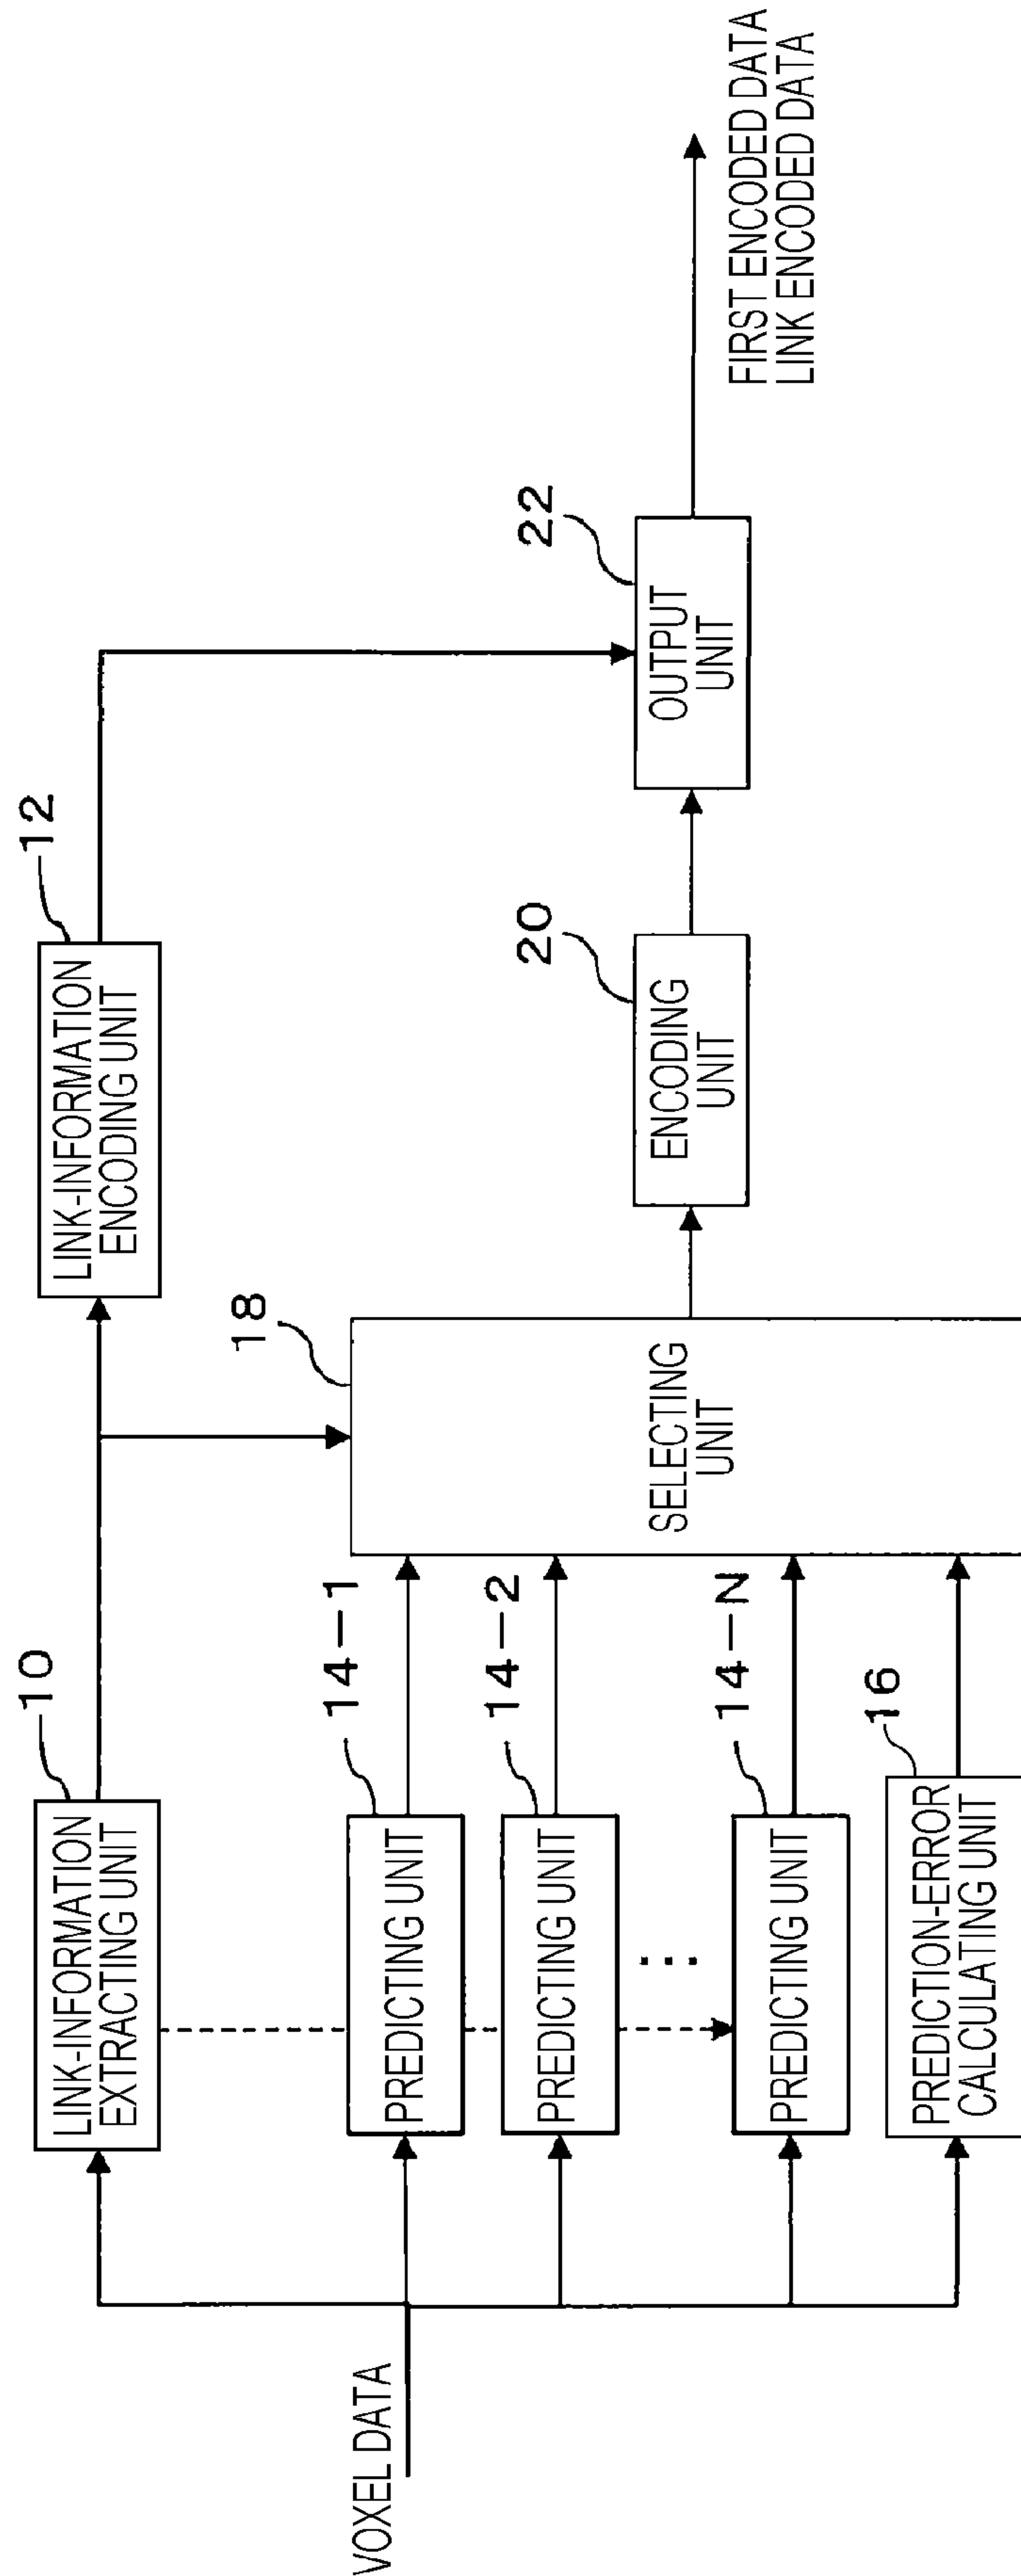 VOXEL DATA
10
LINK-INFORMATION
EXTRACTING UNIT
12
LINK-INFORMATION
ENCODING UNIT
14-1
PREDICTING UNIT
14-2
PREDICTING UNIT
...
14-N
PREDICTING UNIT
16
PREDICTION-ERROR
CALCULATING UNIT
18
SELECTING
UNIT
20
ENCODING
UNIT
22
OUTPUT
UNIT
FIRST ENCODED DATA
LINK ENCODED DATA